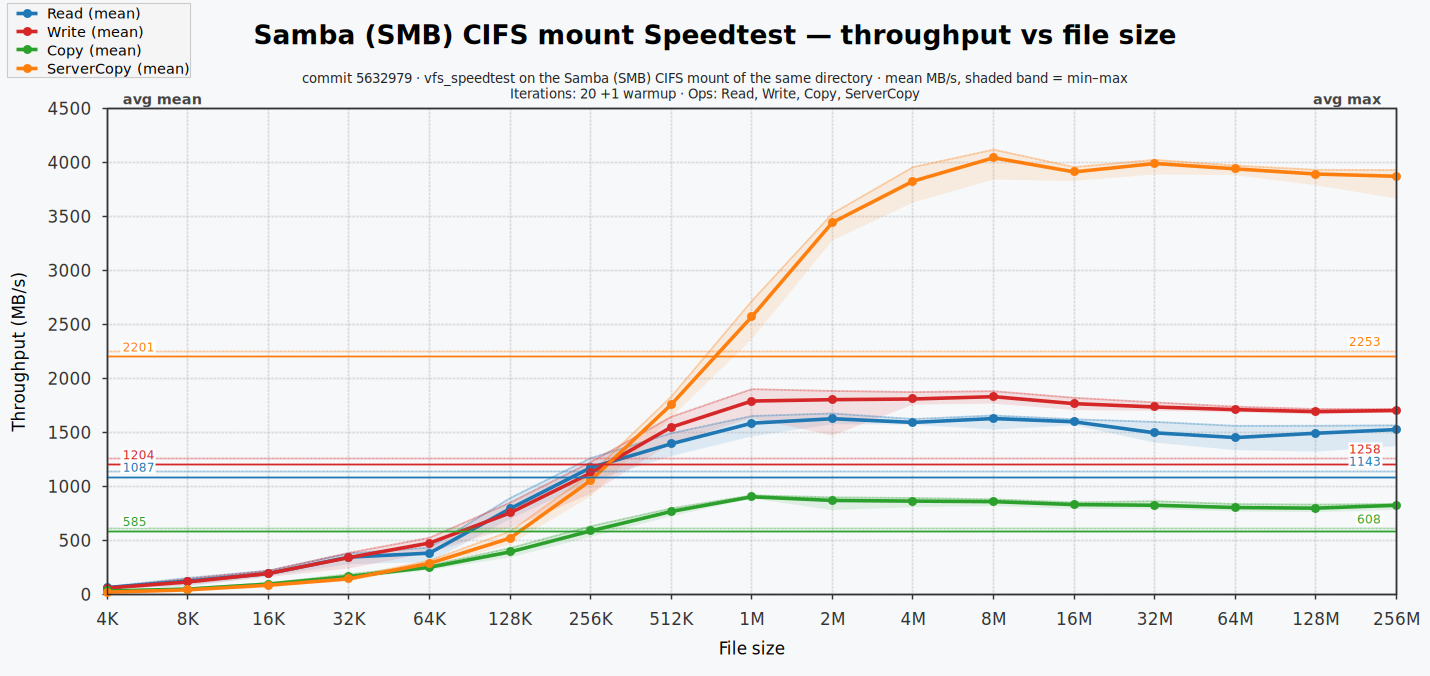 Read (mean)
Write (mean)
Copy (mean)
ServerCopy (mean)
Samba (SMB) CIFS mount Speedtest — throughput vs file size
commit 5632979 · vfs_speedtest on the Samba (SMB) CIFS mount of the same directory · mean MB/s, shaded band = min–max
Iterations: 20 +1 warmup · Ops: Read, Write, Copy, ServerCopy
avg mean
avg max
4500
4000
3500
3000
2500
2000
1500
1000
500
0
Throughput (MB/s)
2201
2253
1204
1258
1087
1143
585
608
4K 8K 16K 32K 64K 128K 256K 512K 1M 2M 4M 8M 16M 32M 64M 128M 256M
File size